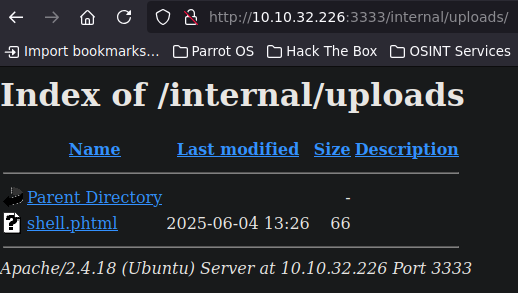 http://10.10.32.226:3333/internal/uploads/
Import bookmarks… Parrot OS Hack The Box OSINT Services
Index of /internal/uploads
Name Last modified Size Description
Parent Directory -
shell.phtml 2025-06-04 13:26 66
Apache/2.4.18 (Ubuntu) Server at 10.10.32.226 Port 3333